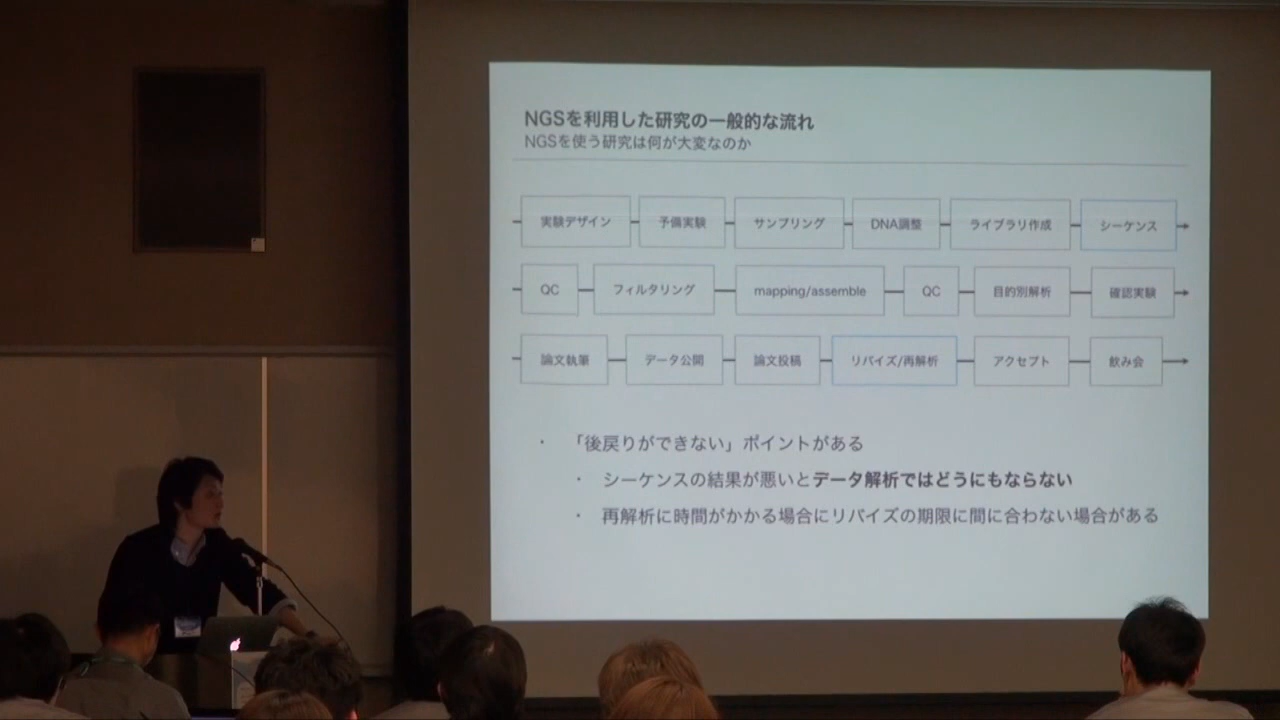 NGSを利用した研究の一般的な流れ
NGSを使う研究は何が大変なのか
実験デザイン 予備実験 サンプリング DNA調整 ライブラリ作成 シーケンス
QC フィルタリング mapping/assemble QC 目的別解析 確認実験
論文執筆 データ公開 論文投稿 リバイズ/再解析 アクセプト 飲み会
・ 「後戻りができない」ポイントがある
・ シーケンスの結果が悪いとデータ解析ではどうにもならない
・ 再解析に時間がかかる場合にリバイズの期限に間に合わない場合がある